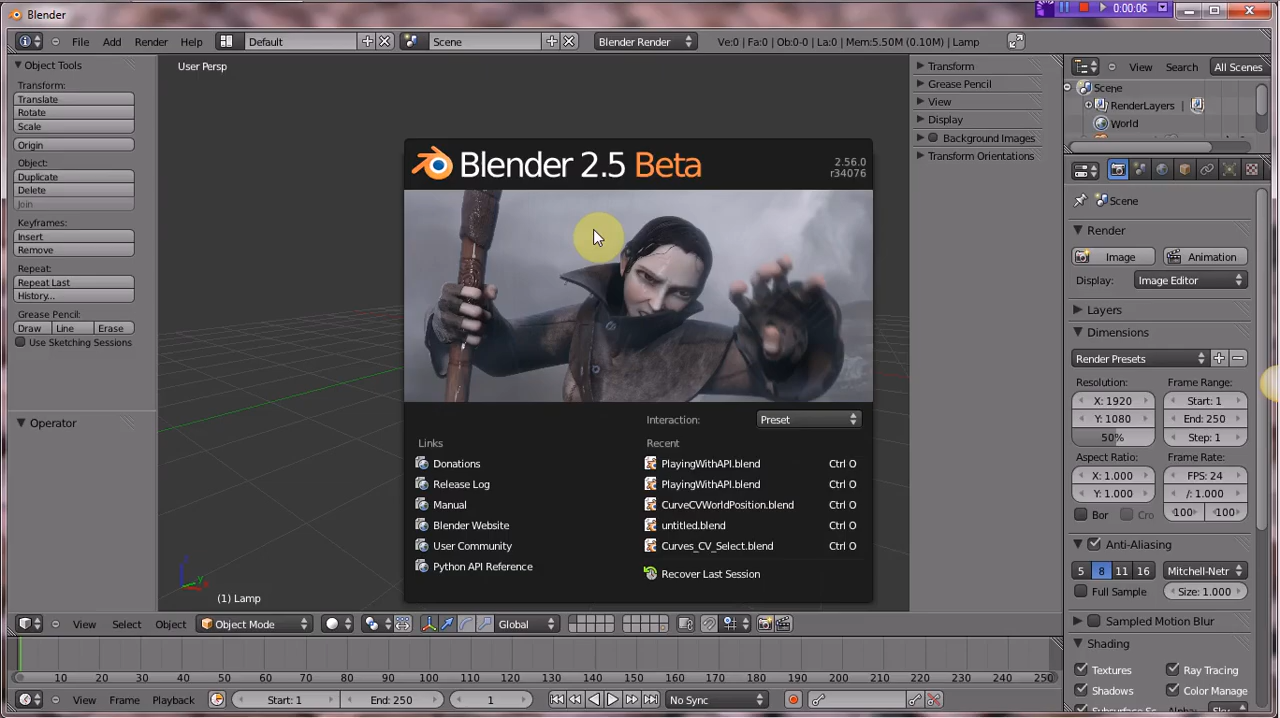 Blender
0:00:06
File Add Render Help Default Scene Blender Render Ve:0 | Fa:0 | Ob:0-0 | La:0 | Mem:5.50M (0.10M) | Lamp
Object Tools
Transform:
Translate
Rotate
Scale
Origin
Object:
Duplicate
Delete
Join
Keyframes:
Insert
Remove
Repeat:
Repeat Last
History...
Grease Pencil:
Draw Line Erase
Use Sketching Sessions
Operator
User Persp
Blender 2.5 Beta
2.56.0
r34076
Interaction: Preset
Links
Donations
Release Log
Manual
Blender Website
User Community
Python API Reference
Recent
PlayingWithAPI.blend Ctrl O
PlayingWithAPI.blend Ctrl O
CurveCVWorldPosition.blend Ctrl O
untitled.blend Ctrl O
Curves_CV_Select.blend Ctrl O
Recover Last Session
z
y
x
(1) Lamp
Transform
Grease Pencil
View
Display
Background Images
Transform Orientations
View Search All Scenes
Scene
RenderLayers |
World
Scene
Render
Image Animation
Display: Image Editor
Layers
Dimensions
Render Presets
Resolution: Frame Range:
X: 1920 Start: 1
Y: 1080 End: 250
50% Step: 1
Aspect Ratio: Frame Rate:
X: 1.000 FPS: 24
Y: 1.000 /: 1.000
Bor Cro 100 100
Anti-Aliasing
5 8 11 16 Mitchell-Netr
Full Sample Size: 1.000
Sampled Motion Blur
Shading
Textures Ray Tracing
Shadows Color Manage
View Select Object Object Mode Global
10 20 30 40 50 60 70 80 90 100 110 120 130 140 150 160 170 180 190 200 210 220 230 240 250
View Frame Playback Start: 1 End: 250 1 No Sync